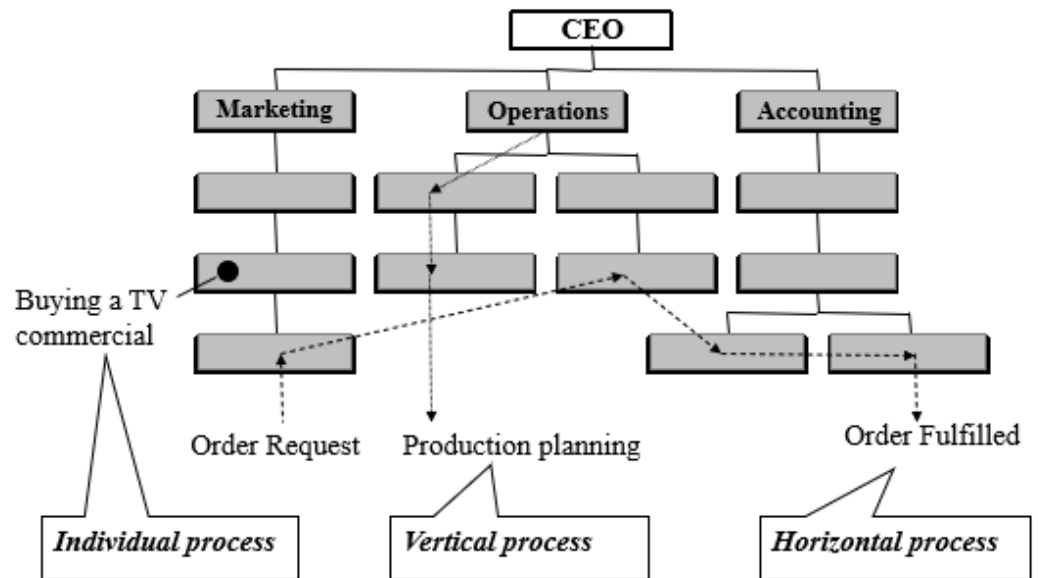 CEO
Marketing
Operations
Accounting
Buying a TV
commercial
Order Request
Production planning
Order Fulfilled
Individual process
Vertical process
Horizontal process